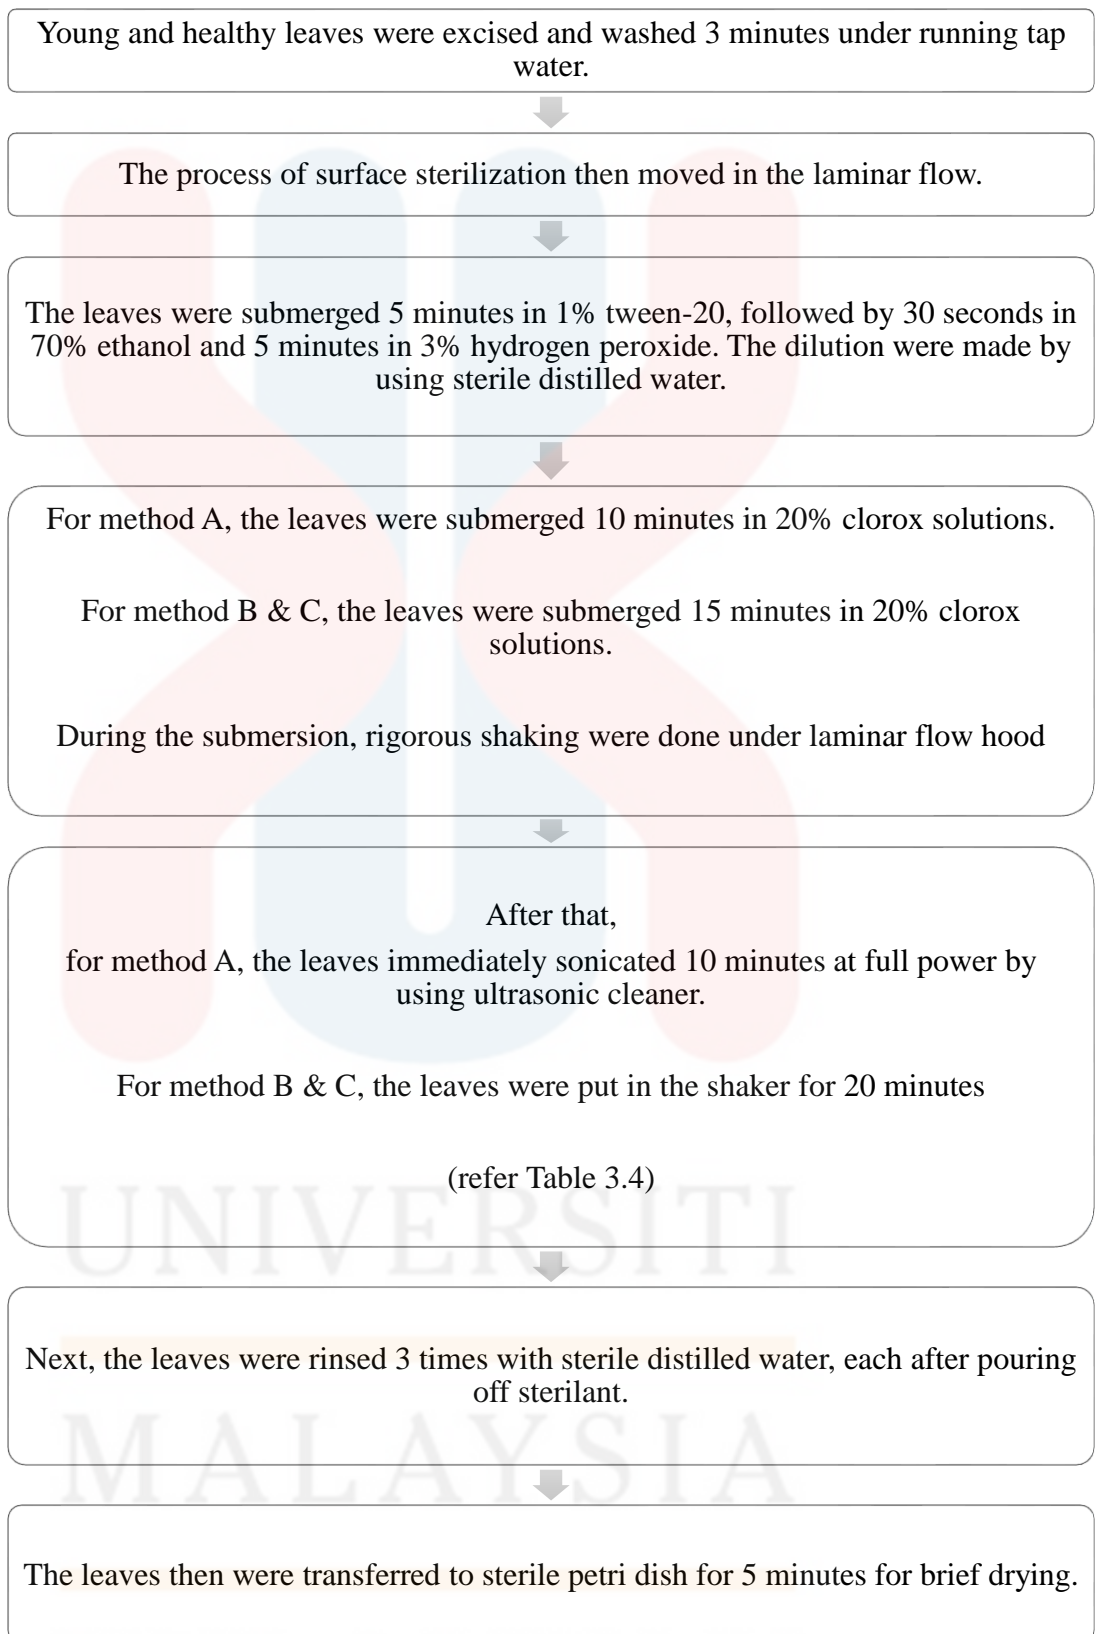 Young and healthy leaves were excised and washed 3 minutes under running tap
water.
The process of surface sterilization then moved in the laminar flow.
The leaves were submerged 5 minutes in 1% tween-20, followed by 30 seconds in
70% ethanol and 5 minutes in 3% hydrogen peroxide. The dilution were made by
using sterile distilled water.
For method A, the leaves were submerged 10 minutes in 20% clorox solutions.
For method B & C, the leaves were submerged 15 minutes in 20% clorox
solutions.
During the submersion, rigorous shaking were done under laminar flow hood
After that,
for method A, the leaves immediately sonicated 10 minutes at full power by
using ultrasonic cleaner.
For method B & C, the leaves were put in the shaker for 20 minutes
(refer Table 3.4)
UNIVERSITI
Next, the leaves were rinsed 3 times with sterile distilled water, each after pouring
off sterilant.
MALAYSIA
The leaves then were transferred to sterile petri dish for 5 minutes for brief drying.